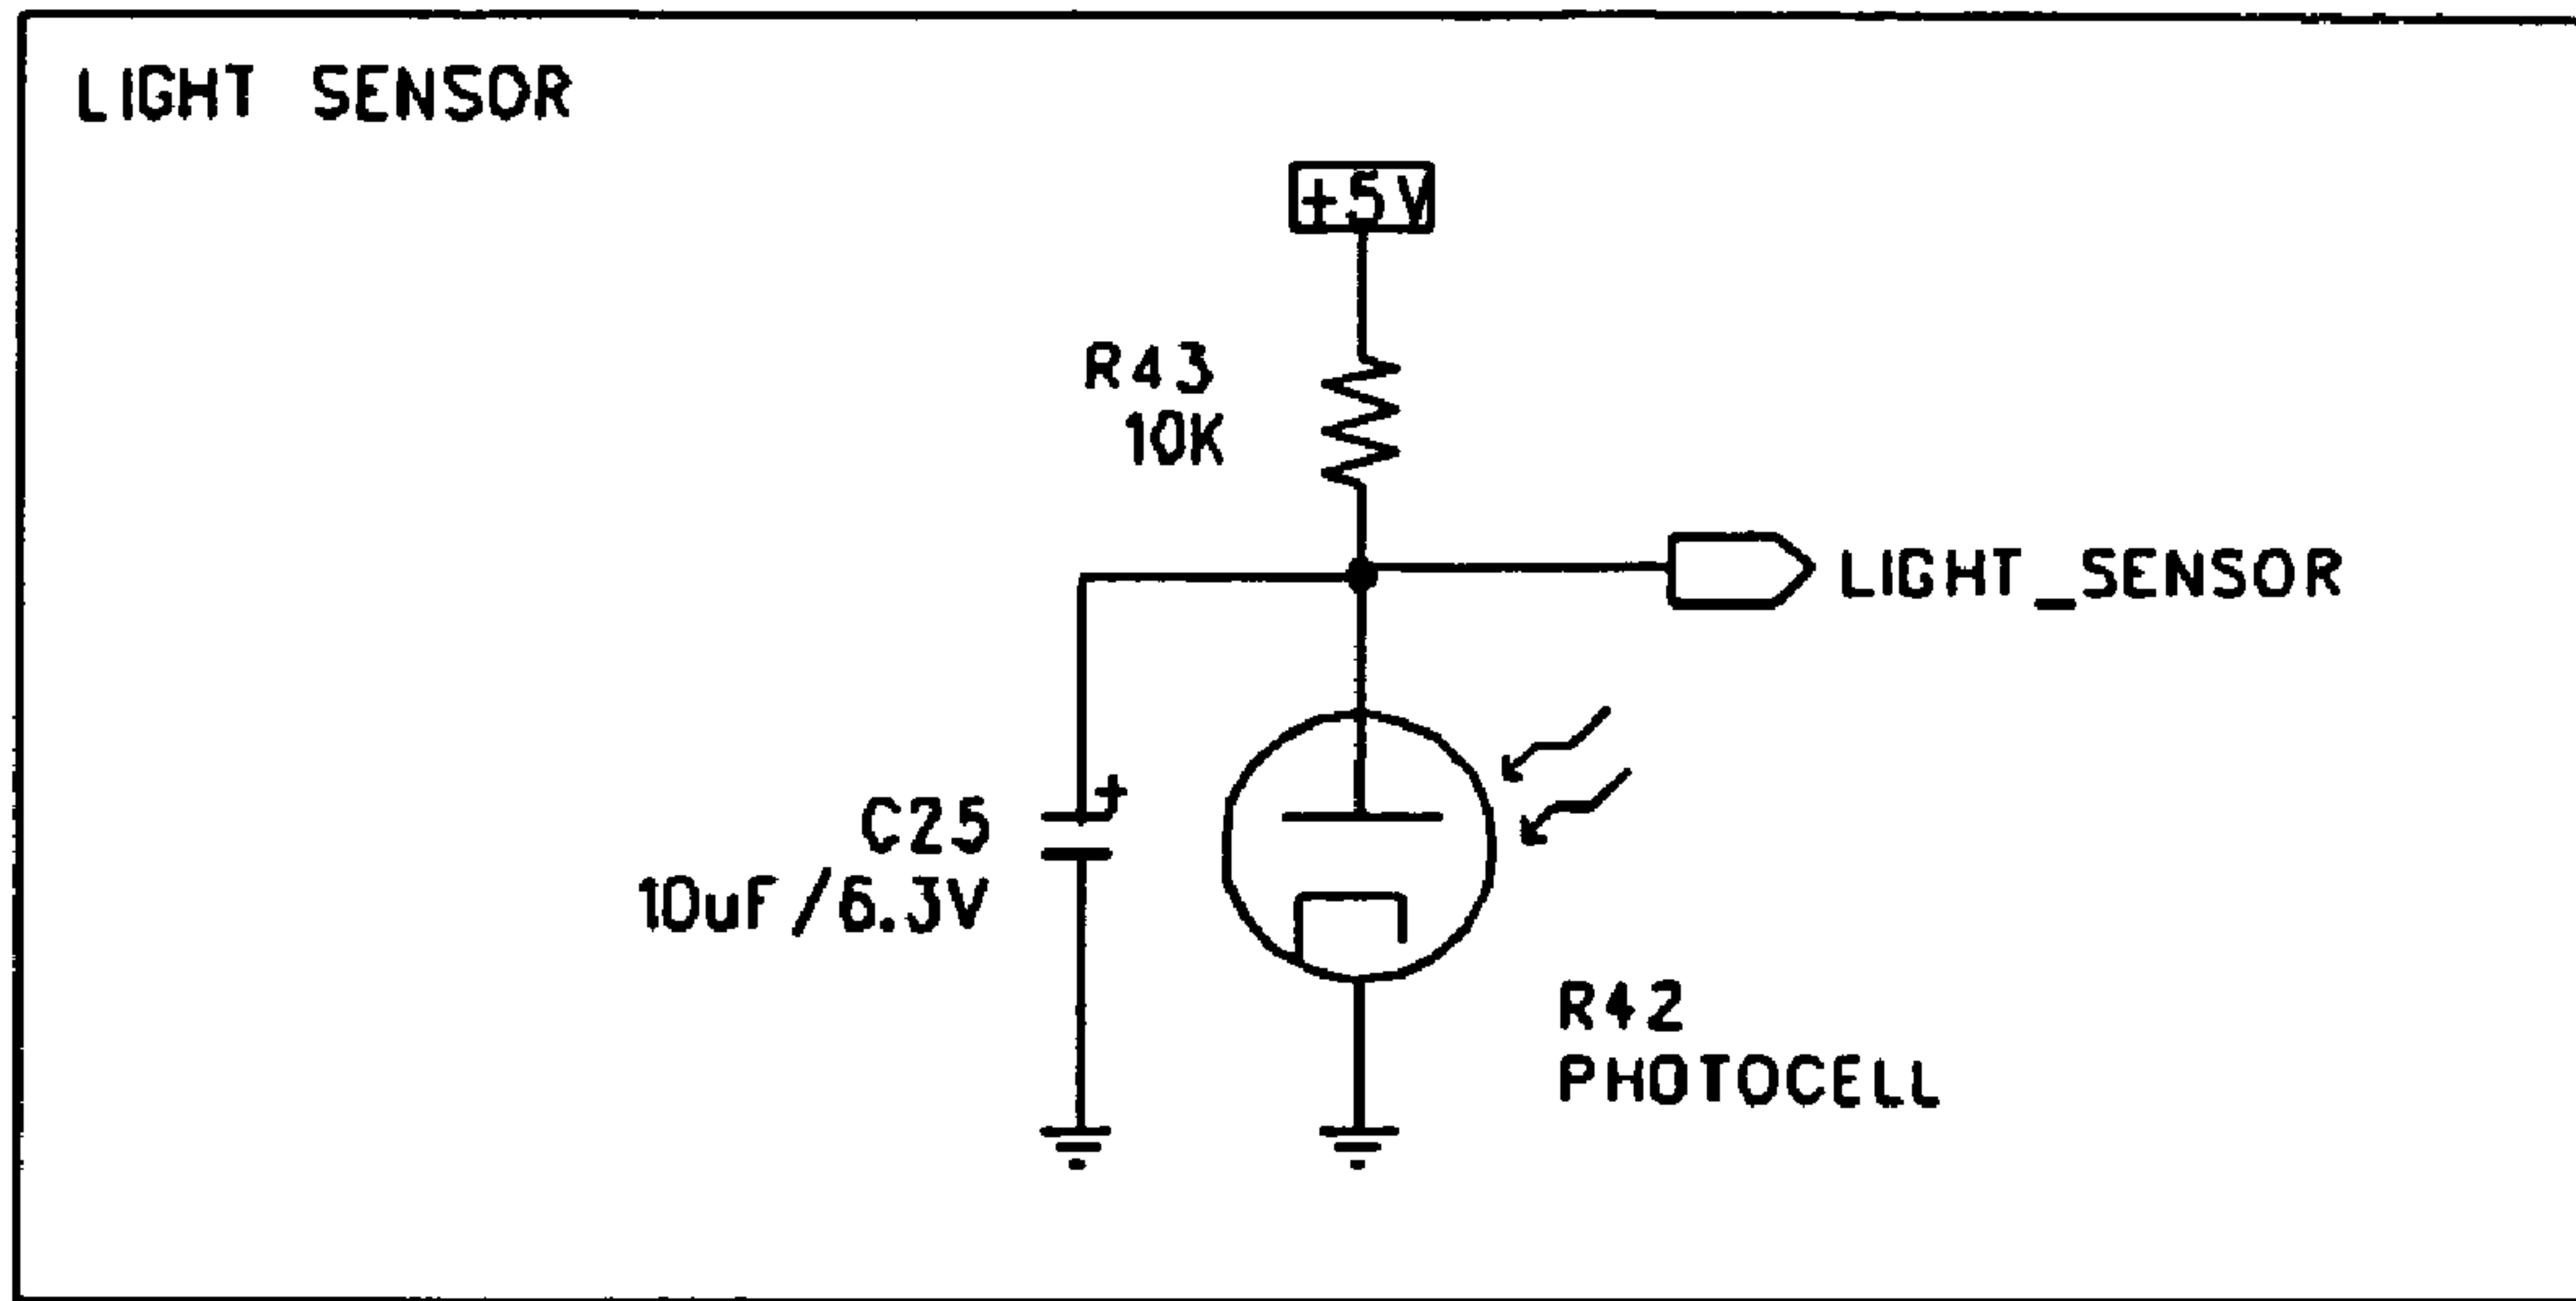 LIGHT SENSOR
+5V
R43
10K
LIGHT_SENSOR
+
C25
10uF/6.3V
R42
PHOTOCELL